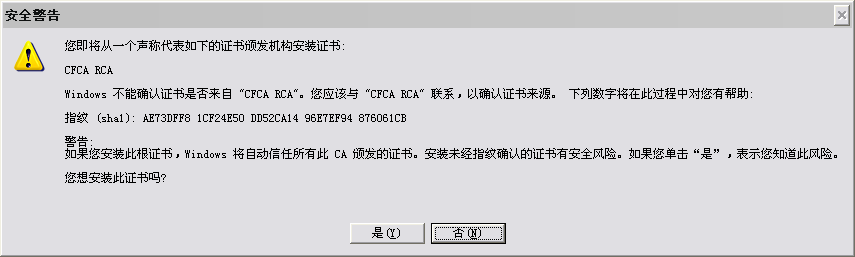 安全警告
您即将从一个声称代表如下的证书颁发机构安装证书:
CFCA RCA
Windows 不能确认证书是否来自 "CFCA RCA"。您应该与 "CFCA RCA" 联系，以确认证书来源。 下列数字将在此过程中对您有帮助:
指纹 (sha1): AE73DFF8 1CF24E50 DD52CA14 96E7EF94 876061CB
警告:
如果您安装此根证书，Windows 将自动信任所有此 CA 颁发的证书。安装未经指纹确认的证书有安全风险。如果您单击“是”，表示您知道此风险。
您想安装此证书吗?
是(Y) 否(N)